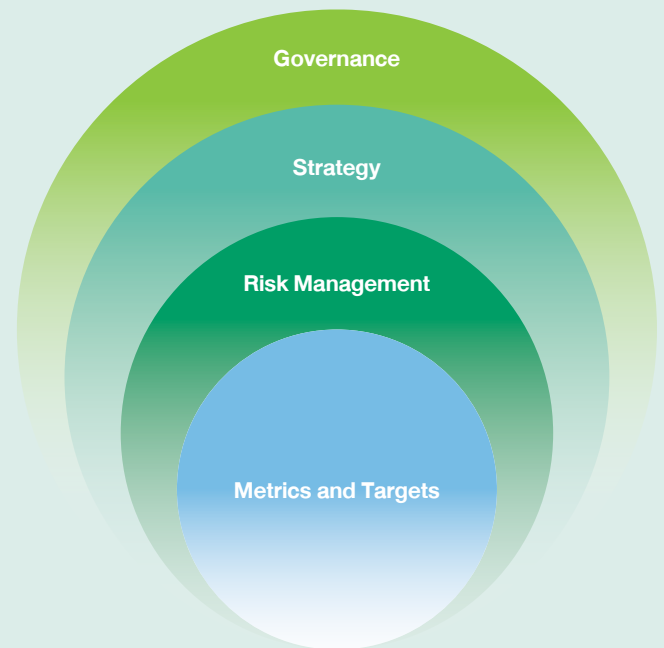 Governance
Strategy
Risk Management
Metrics and Targets